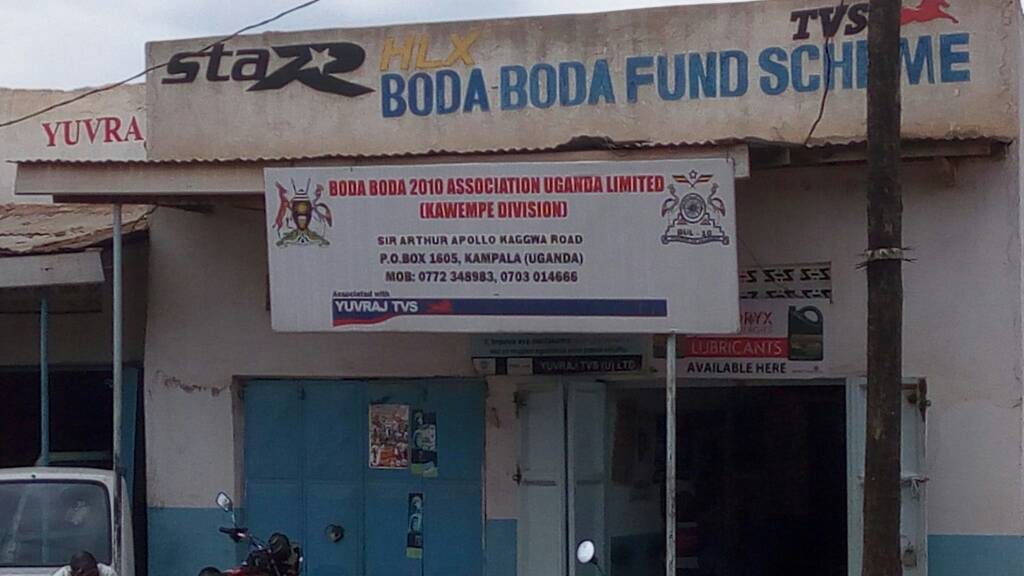 staR
HLX
TVS
BODA BODA FUND SCHEME
YUVRA
BODA BODA 2010 ASSOCIATION UGANDA LIMITED
(KAWEMPE DIVISION)
SIR ARTHUR APOLLO KAGGWA ROAD
P.O.BOX 1605, KAMPALA (UGANDA)
MOB: 0772 348983, 0703 014666
Associated with
YUVRAJ TVS
YUVRAJ TVS (U) LTD
ORYX
LUBRICANTS
AVAILABLE HERE